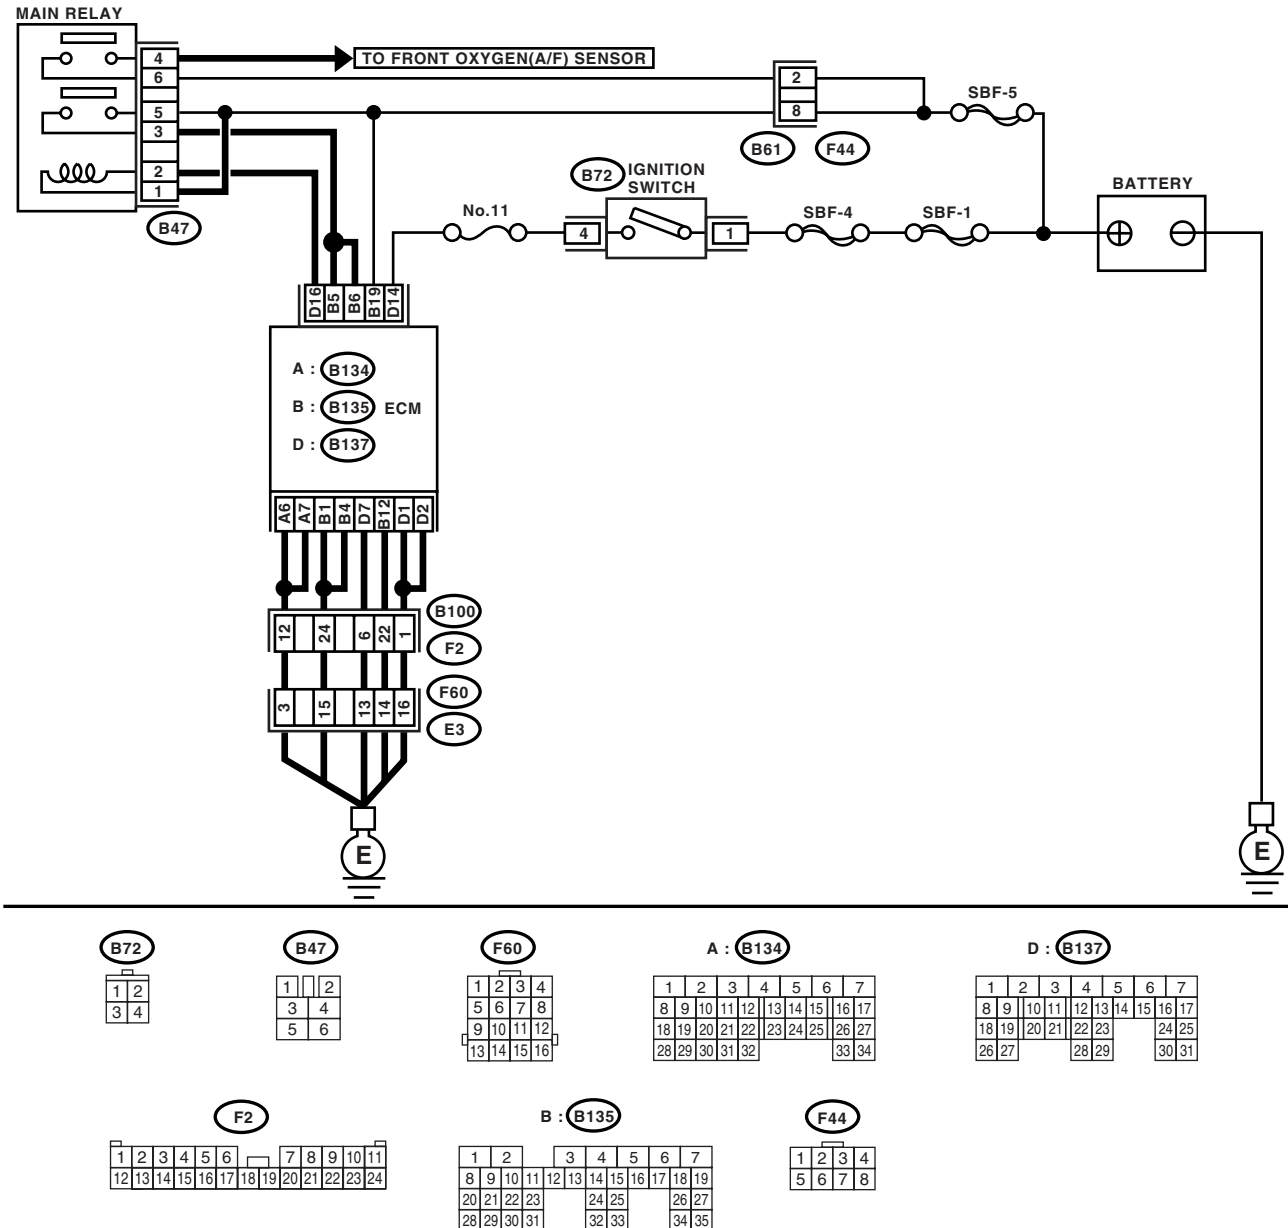 MAIN RELAY
4
TO FRONT OXYGEN(A/F) SENSOR
6
2
5
8
SBF-5
3
B61
F44
2
B72
IGNITION
SWITCH
BATTERY
1
B47
No.11
4
1
SBF-4
SBF-1
D16
B5
B6
B19
D14
A : B134
B : B135 ECM
D : B137
A6
A7
B1
B4
D7
B12
D1
D2
B100
12
24
6
22
1
F2
F60
3
15
13
14
16
E3
E
E
B72
1 2
3 4
B47
1 2
3 4
5 6
F60
1 2 3 4
5 6 7 8
9 10 11 12
13 14 15 16
A : B134
1 2 3 4 5 6 7
8 9 10 11 12 13 14 15 16 17
18 19 20 21 22 23 24 25 26 27
28 29 30 31 32 33 34
D : B137
1 2 3 4 5 6 7
8 9 10 11 12 13 14 15 16 17
18 19 20 21 22 23 24 25
26 27 28 29 30 31
F2
1 2 3 4 5 6 7 8 9 10 11
12 13 14 15 16 17 18 19 20 21 22 23 24
B : B135
1 2 3 4 5 6 7
8 9 10 11 12 13 14 15 16 17 18 19
20 21 22 23 24 25 26 27
28 29 30 31 32 33 34 35
F44
1 2 3 4
5 6 7 8